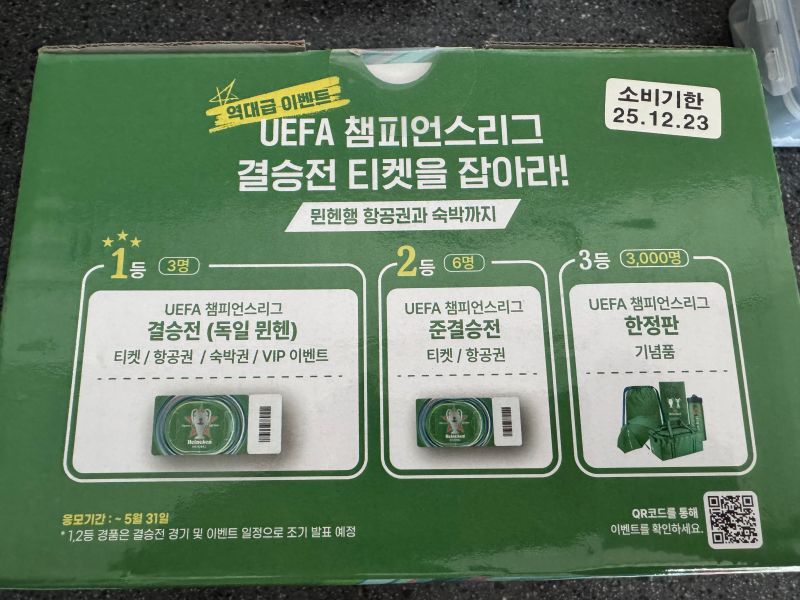 역대급 이벤트
UEFA 챔피언스리그
결승전 티켓을 잡아라!
뮌헨행 항공권과 숙박까지
소비기한
25.12.23
1등 3명
UEFA 챔피언스리그
결승전 (독일 뮌헨)
티켓 / 항공권 / 숙박권 / VIP 이벤트
Heineken
2등 6명
UEFA 챔피언스리그
준결승전
티켓 / 항공권
Heineken
3등 3,000명
UEFA 챔피언스리그
한정판
기념품
응모기간 : ~ 5월 31일
* 1,2등 경품은 결승전 경기 및 이벤트 일정으로 조기 발표 예정
QR코드를 통해
이벤트를 확인하세요.